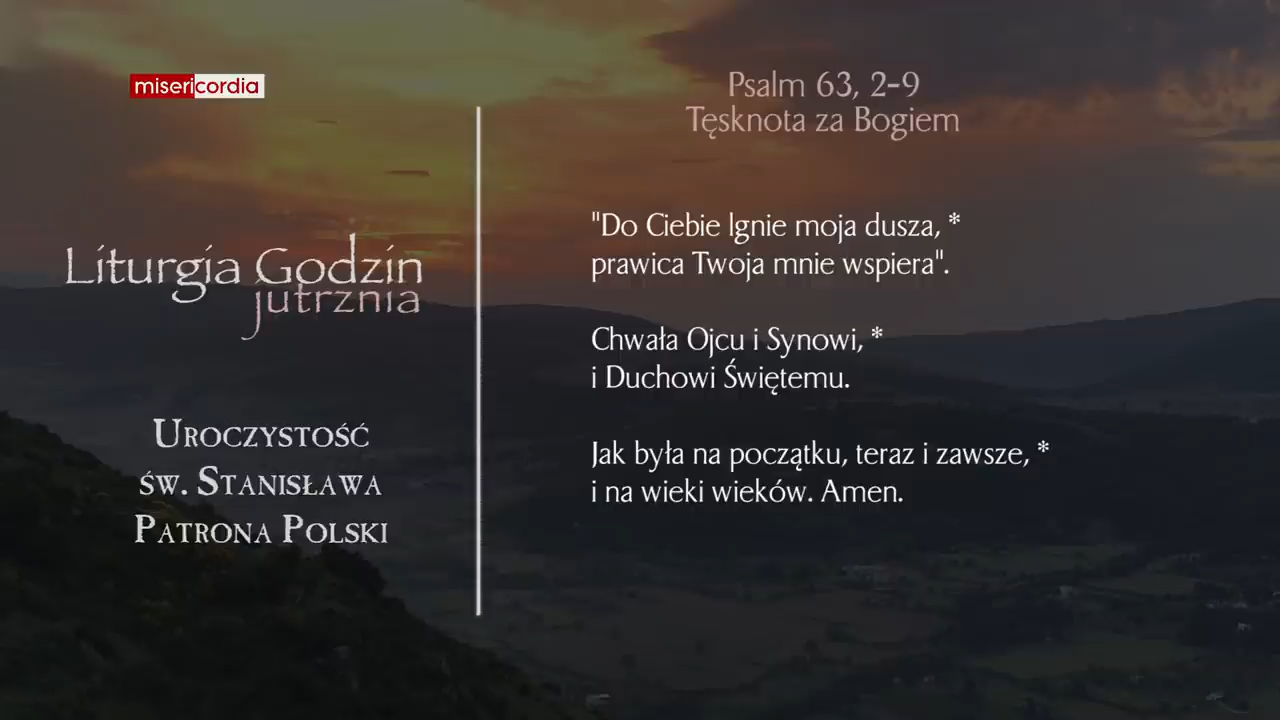 misericordia
Liturgia Godzin
jutrznia
Uroczystość
św. Stanisława
Patrona Polski
Psalm 63, 2-9
Tęsknota za Bogiem
"Do Ciebie lgnie moja dusza, *
prawica Twoja mnie wspiera".
Chwała Ojcu i Synowi, *
i Duchowi Świętemu.
Jak była na początku, teraz i zawsze, *
i na wieki wieków. Amen.